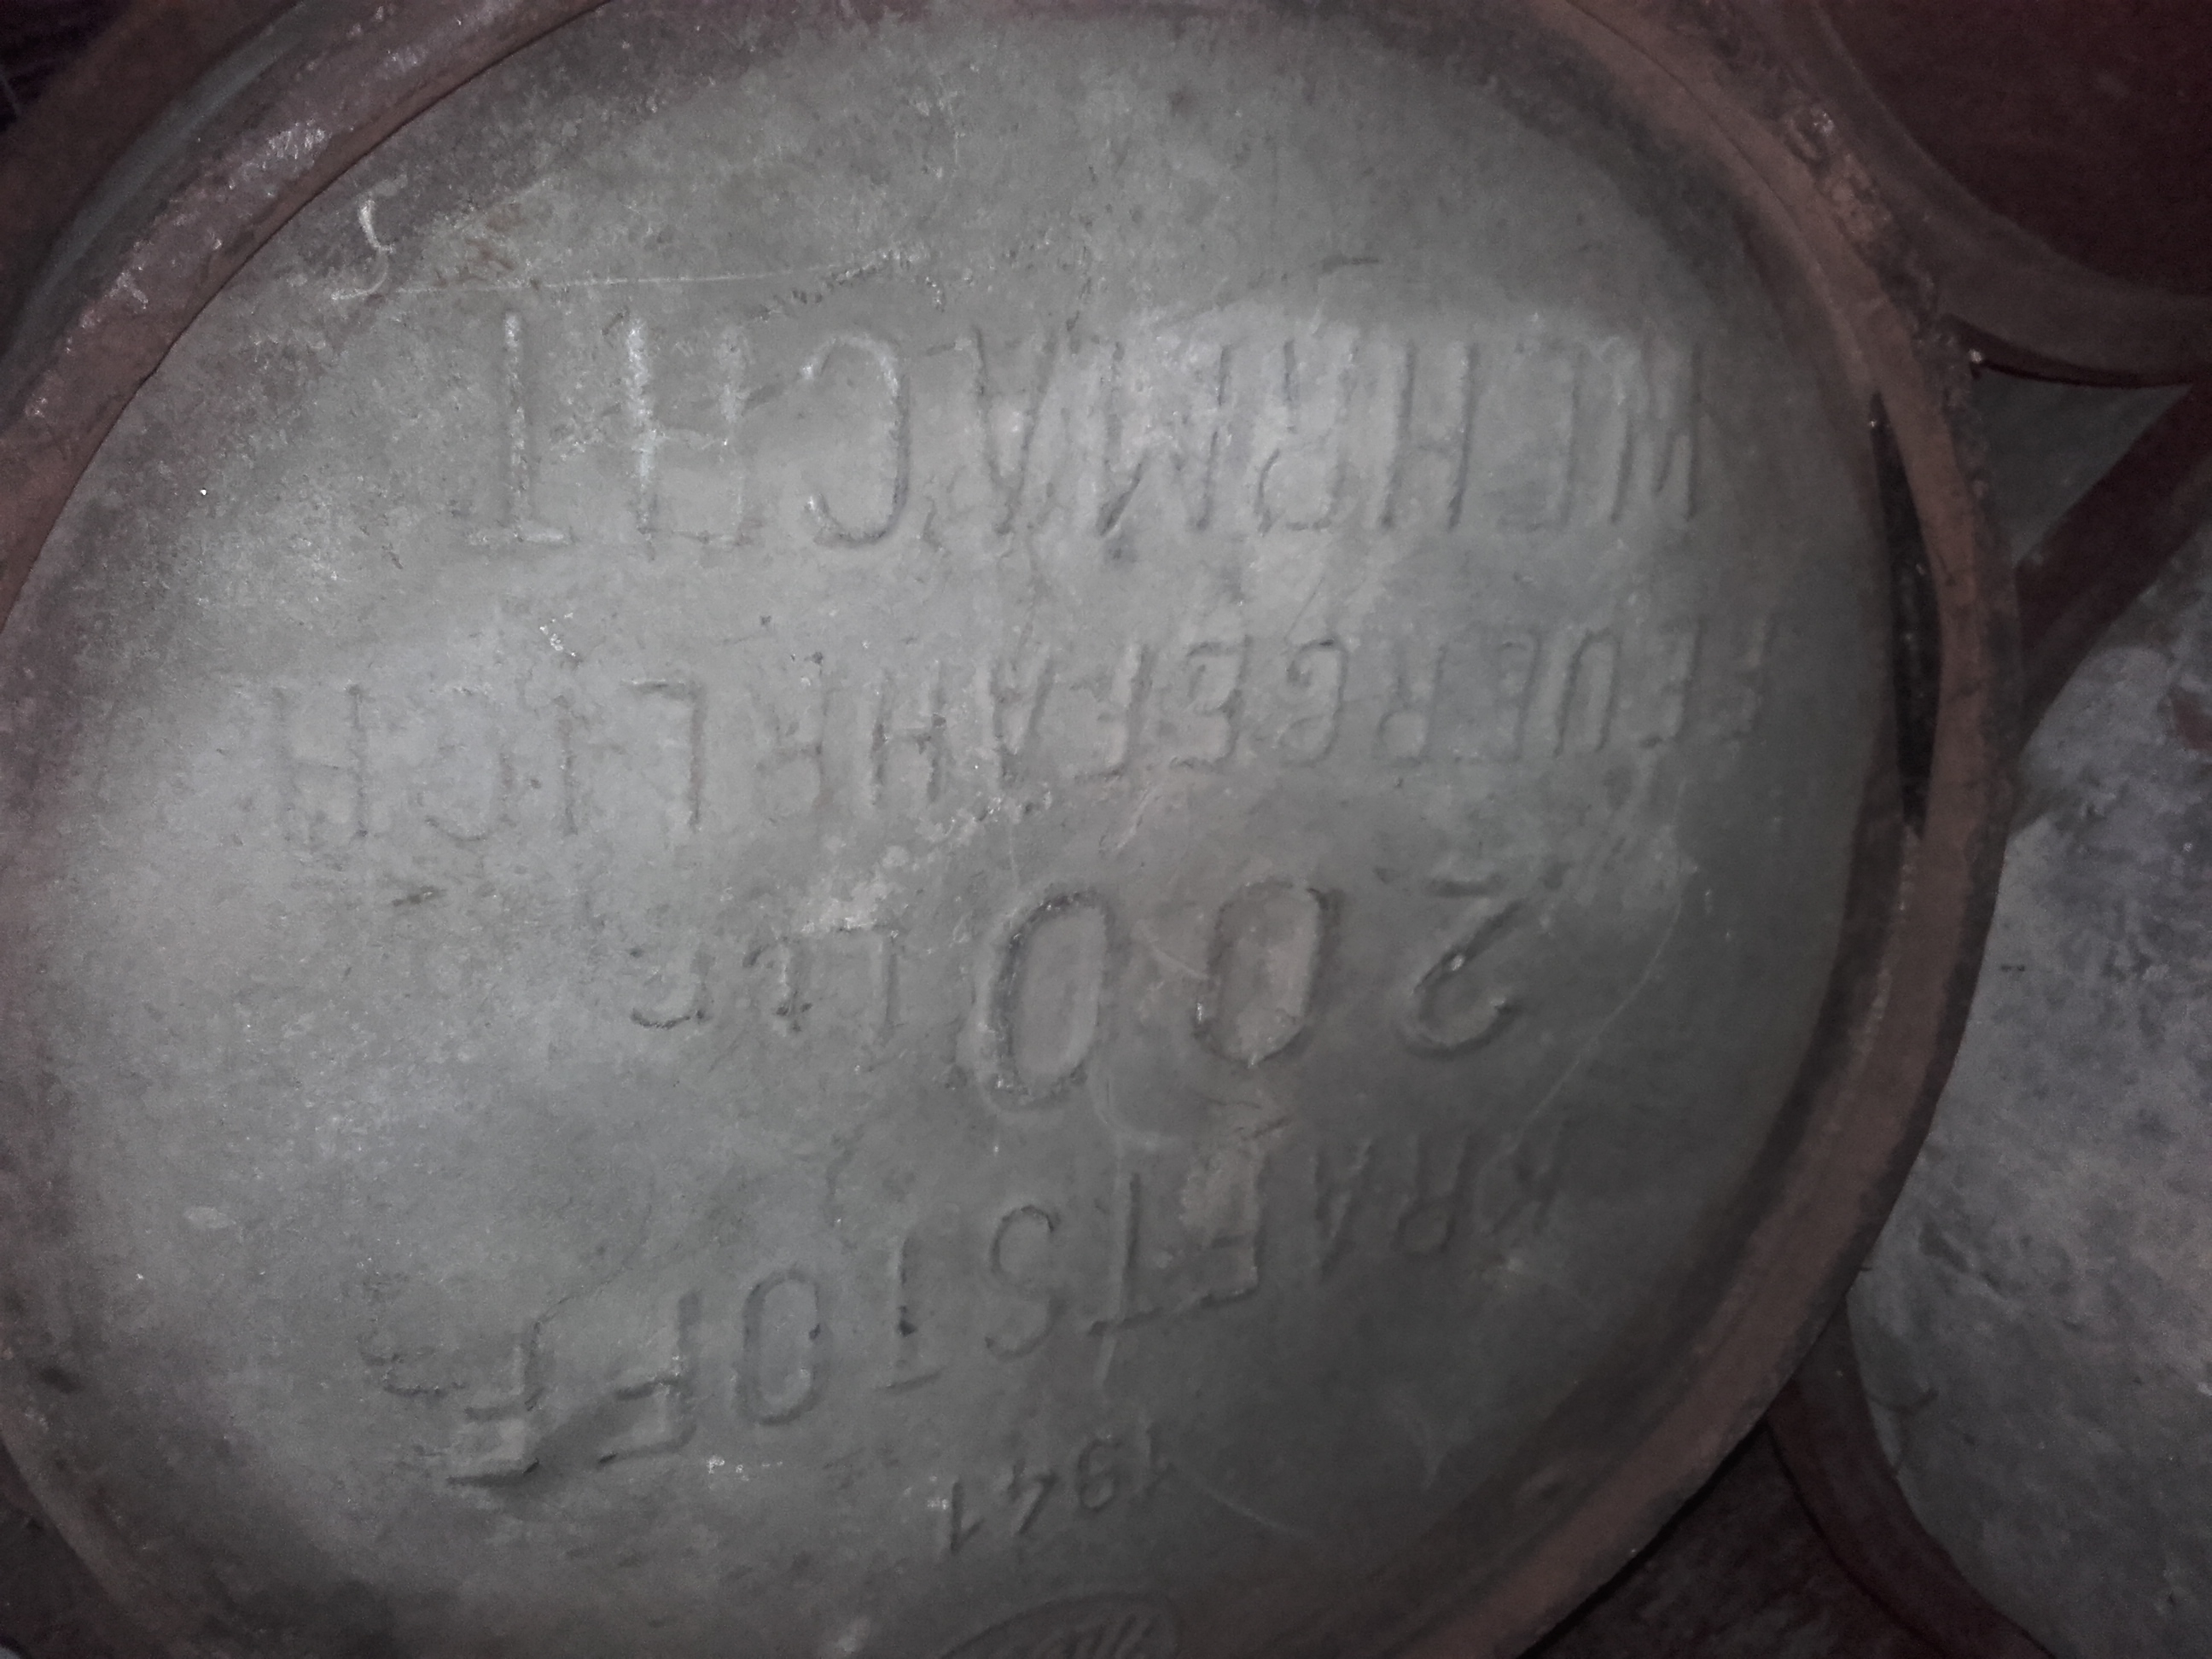 1941
KRAFTSTOFF
200 Ltr
FEUERGEFAHRLICH
WEHRMACHT